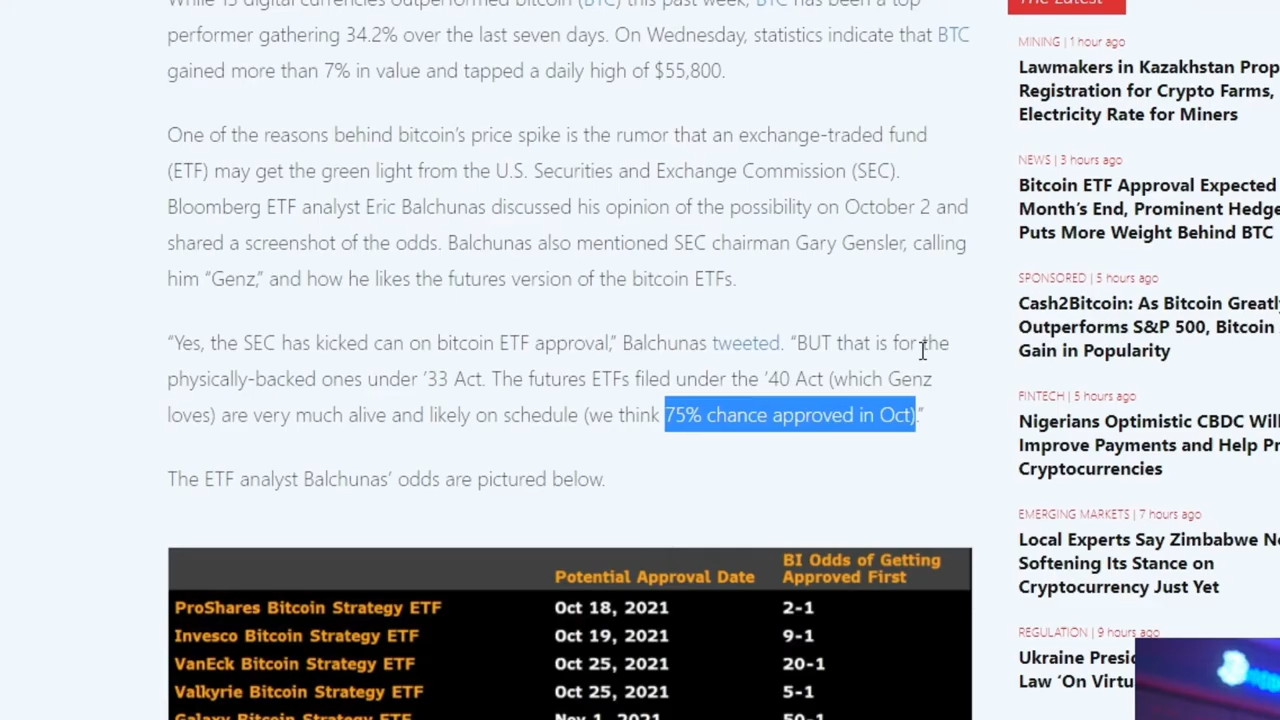 While 15 digital currencies outperformed bitcoin (BTC) this past week, BTC has been a top
performer gathering 34.2% over the last seven days. On Wednesday, statistics indicate that BTC
gained more than 7% in value and tapped a daily high of $55,800.
One of the reasons behind bitcoin’s price spike is the rumor that an exchange-traded fund
(ETF) may get the green light from the U.S. Securities and Exchange Commission (SEC).
Bloomberg ETF analyst Eric Balchunas discussed his opinion of the possibility on October 2 and
shared a screenshot of the odds. Balchunas also mentioned SEC chairman Gary Gensler, calling
him “Genz,” and how he likes the futures version of the bitcoin ETFs.
“Yes, the SEC has kicked can on bitcoin ETF approval,” Balchunas tweeted. “BUT that is for the
physically-backed ones under ’33 Act. The futures ETFs filed under the ’40 Act (which Genz
loves) are very much alive and likely on schedule (we think 75% chance approved in Oct).”
The ETF analyst Balchunas’ odds are pictured below.
Potential Approval Date BI Odds of Getting Approved First
ProShares Bitcoin Strategy ETF Oct 18, 2021 2-1
Invesco Bitcoin Strategy ETF Oct 19, 2021 9-1
VanEck Bitcoin Strategy ETF Oct 25, 2021 20-1
Valkyrie Bitcoin Strategy ETF Oct 25, 2021 5-1
Galaxy Bitcoin Strategy ETF Nov 1, 2021 50-1
The Latest
MINING | 1 hour ago
Lawmakers in Kazakhstan Prop
Registration for Crypto Farms,
Electricity Rate for Miners
NEWS | 3 hours ago
Bitcoin ETF Approval Expected
Month’s End, Prominent Hedge
Puts More Weight Behind BTC
SPONSORED | 5 hours ago
Cash2Bitcoin: As Bitcoin Greatly
Outperforms S&P 500, Bitcoin
Gain in Popularity
FINTECH | 5 hours ago
Nigerians Optimistic CBDC Will
Improve Payments and Help Pr
Cryptocurrencies
EMERGING MARKETS | 7 hours ago
Local Experts Say Zimbabwe No
Softening Its Stance on
Cryptocurrency Just Yet
REGULATION | 9 hours ago
Ukraine Presid
Law ‘On Virtu